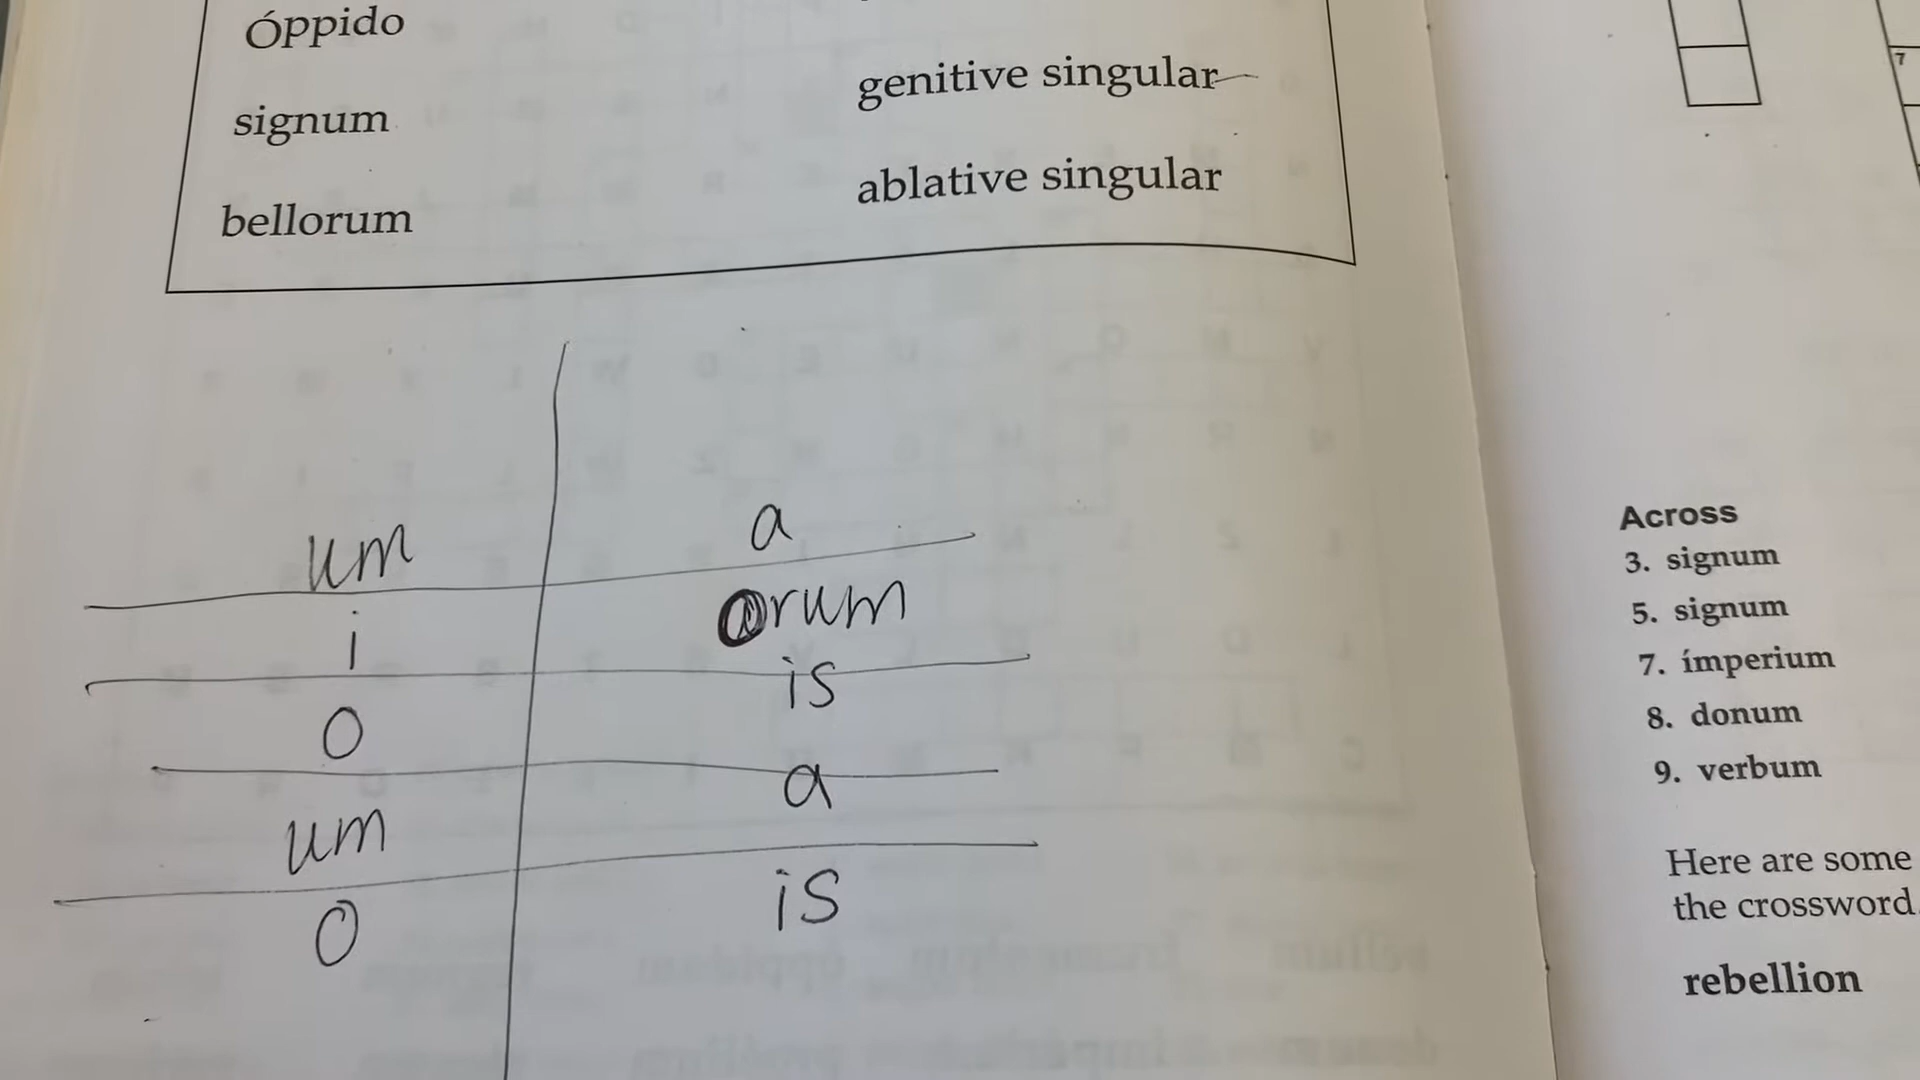 Óppido
genitive singular
signum
ablative singular
bellorum
um a
i orum
o is
um a
o is
7
Across
3. signum
5. signum
7. ímperium
8. donum
9. verbum
Here are some
the crossword.
rebellion